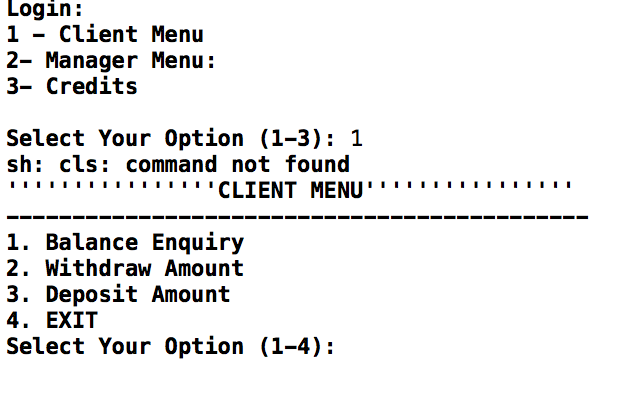 Login:
1 - Client Menu
2- Manager Menu:
3- Credits
Select Your Option (1-3): 1
sh: cls: command not found
''''''''''''''''CLIENT MENU''''''''''''''''
--------------------------------------------
1. Balance Enquiry
2. Withdraw Amount
3. Deposit Amount
4. EXIT
Select Your Option (1-4):